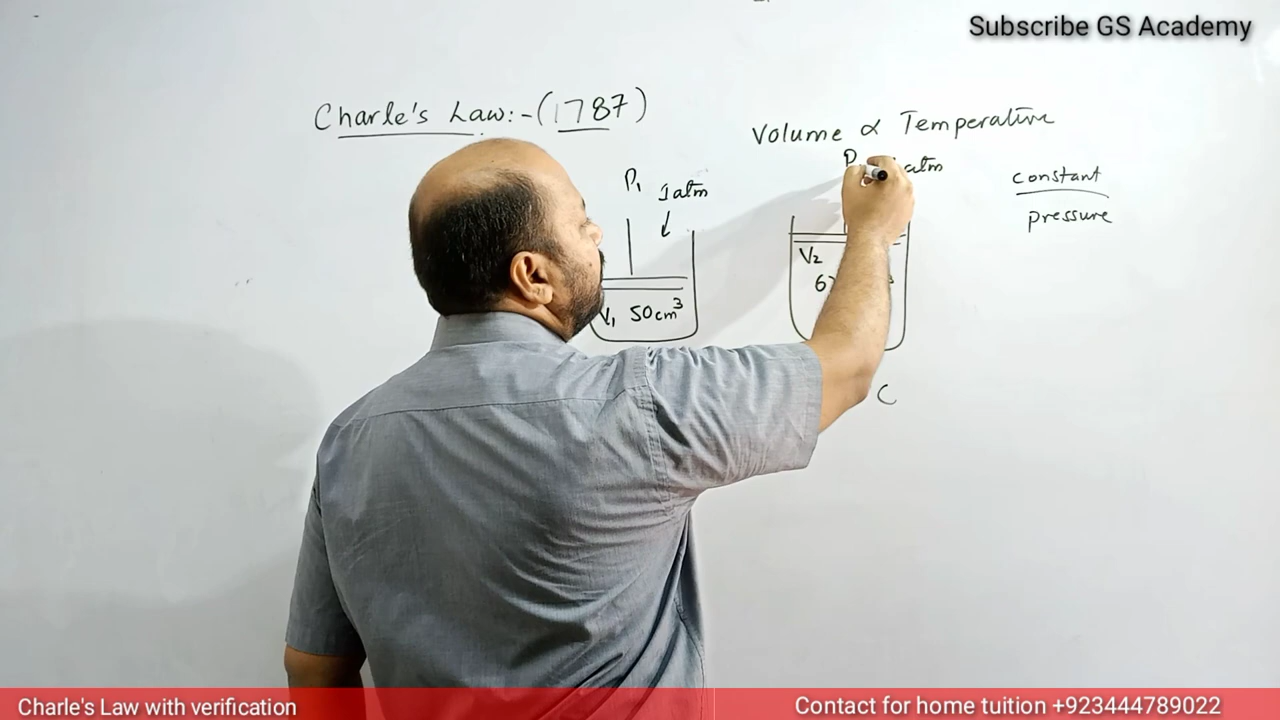 Subscribe GS Academy
Charle's Law:-(1787)
Volume ∝ Temperative
P₁ 1atm
P atm
constant
pressure
V₁ 50cm³
V₂
C
Charle's Law with verification
Contact for home tuition +923444789022